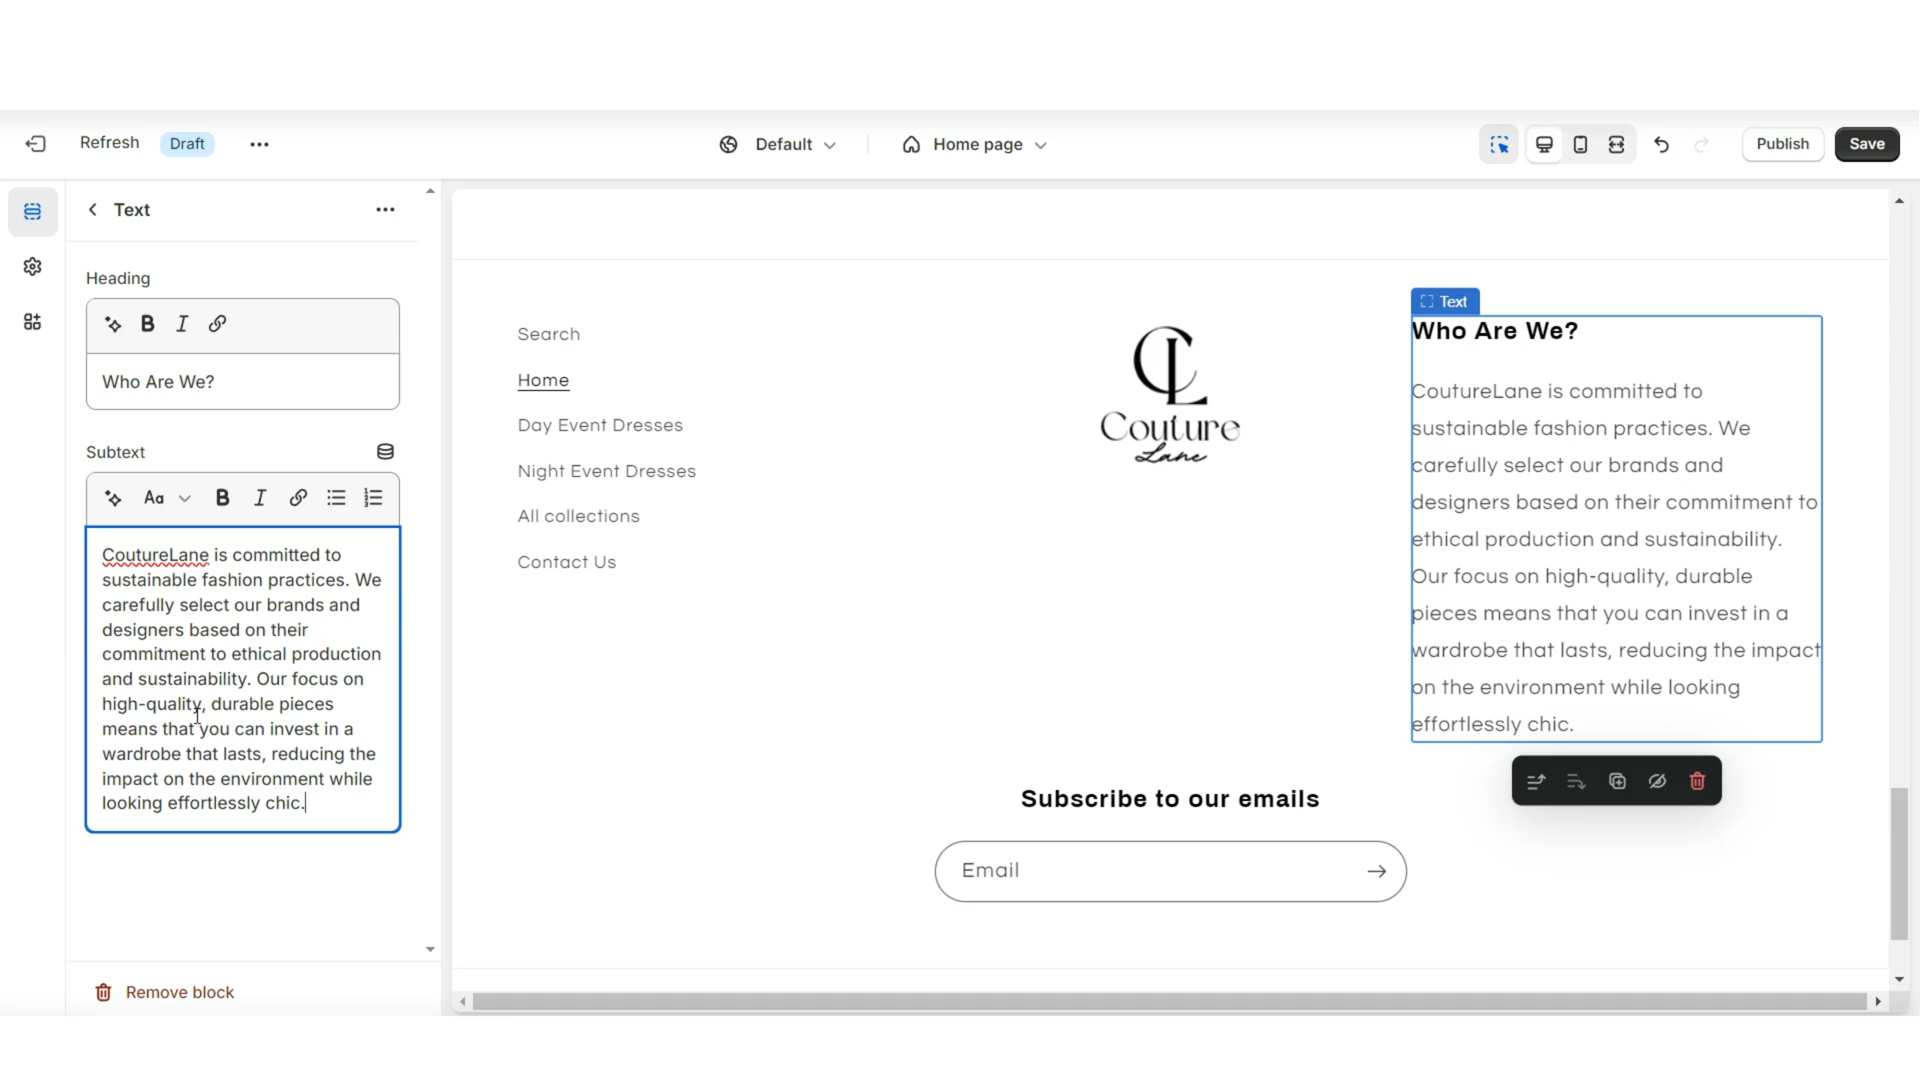 Refresh
Draft
Default
Home page
Publish
Save
Text
Heading
B I
Who Are We?
Subtext
Aa
B I
CoutureLane is committed to
sustainable fashion practices. We
carefully select our brands and
designers based on their
commitment to ethical production
and sustainability. Our focus on
high-quality, durable pieces
means that you can invest in a
wardrobe that lasts, reducing the
impact on the environment while
looking effortlessly chic.
Remove block
Search
Home
Day Event Dresses
Night Event Dresses
All collections
Contact Us
CL
Couture
Lane
Text
Who Are We?
CoutureLane is committed to
sustainable fashion practices. We
carefully select our brands and
designers based on their commitment to
ethical production and sustainability.
Our focus on high-quality, durable
pieces means that you can invest in a
wardrobe that lasts, reducing the impact
on the environment while looking
effortlessly chic.
Subscribe to our emails
Email